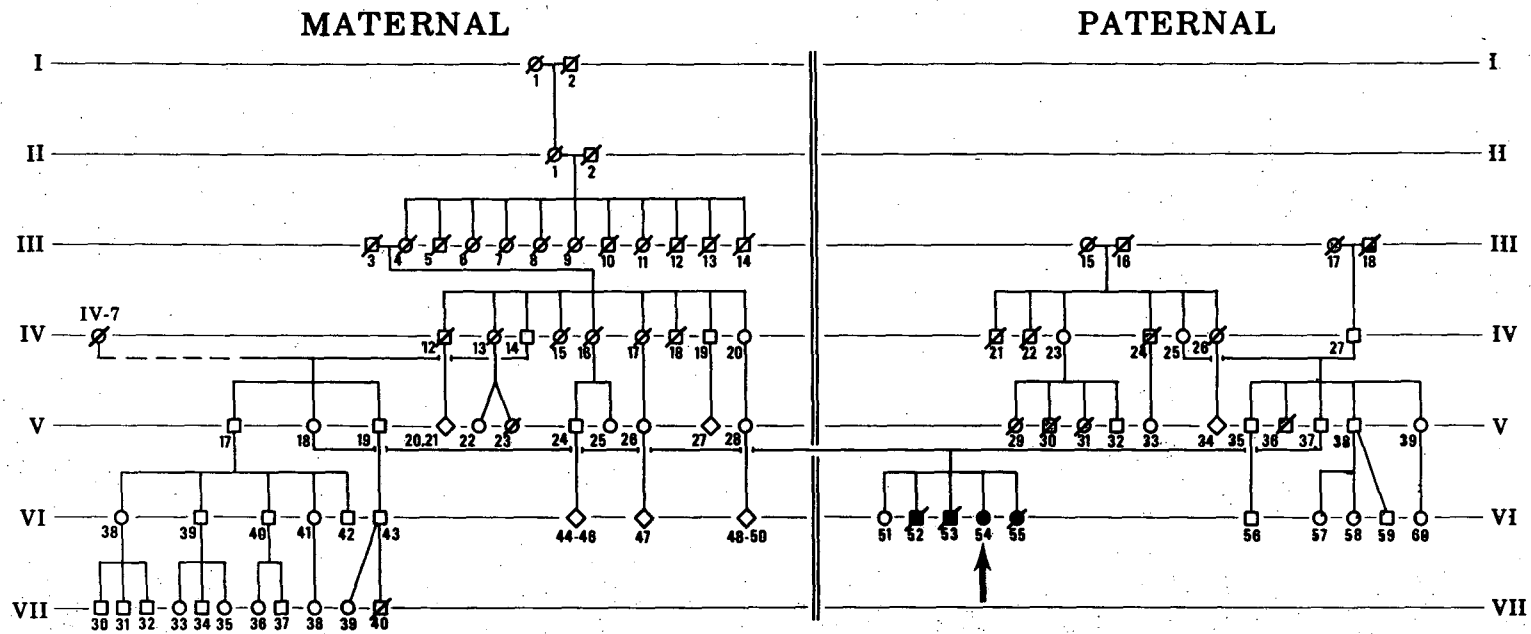 MATERNAL PATERNAL
I I
1 2
II II
1 2
III III
3 4 5 6 7 8 9 10 11 12 13 14 15 16 17 18
IV-7
IV IV
12 13 14 15 16 17 18 19 20 21 22 23 24 25 26 27
V V
17 18 19 20,21 22 23 24 25 26 27 28 29 30 31 32 33 34 35 36 37 38 39
VI VI
38 39 40 41 42 43 44-46 47 48-50 51 52 53 54 55 56 57 58 59 60
VII VII
30 31 32 33 34 35 36 37 38 39 40